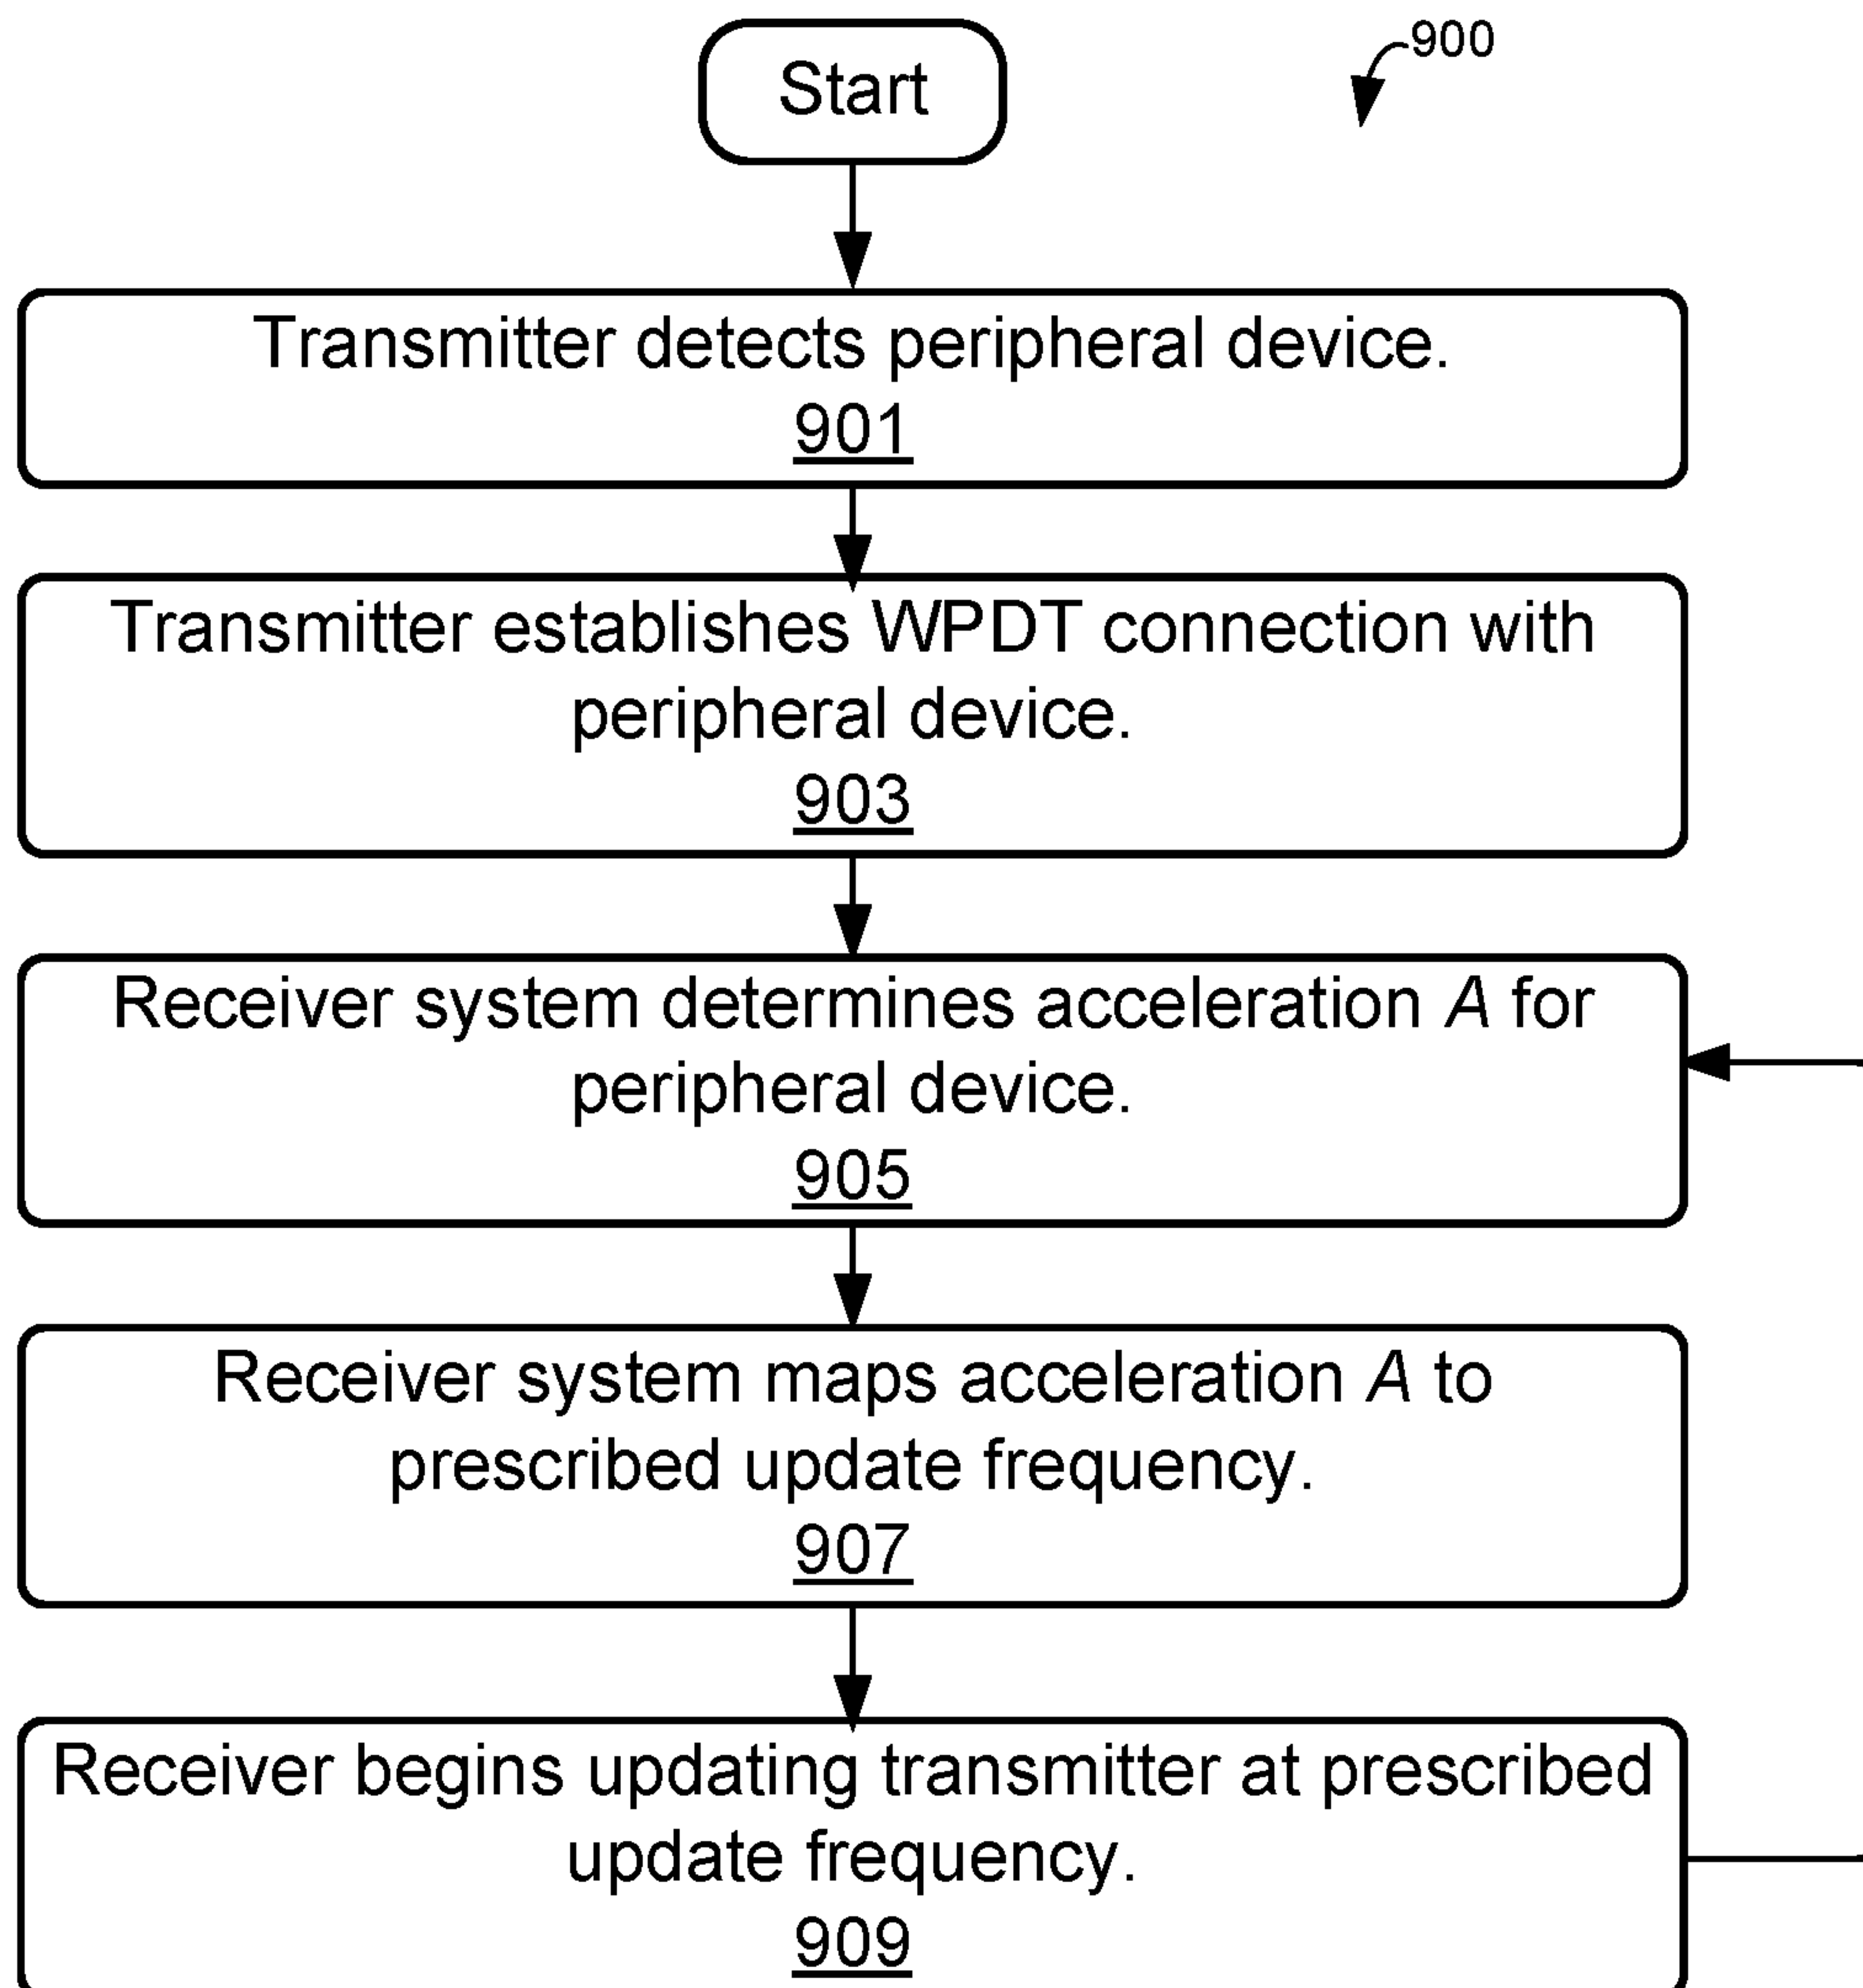 Start
900
Transmitter detects peripheral device.
901
Transmitter establishes WPDT connection with
peripheral device.
903
Receiver system determines acceleration A for
peripheral device.
905
Receiver system maps acceleration A to
prescribed update frequency.
907
Receiver begins updating transmitter at prescribed
update frequency.
909